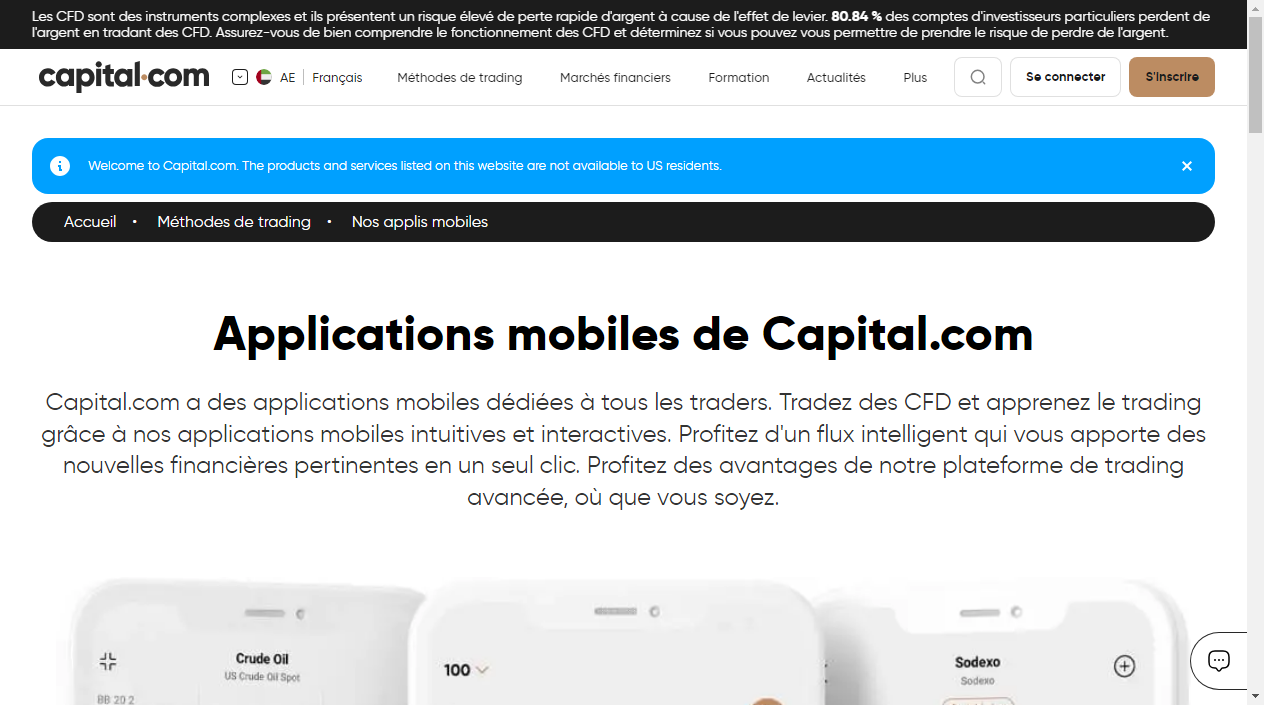 Les CFD sont des instruments complexes et ils présentent un risque élevé de perte rapide d'argent à cause de l'effet de levier. 80.84 % des comptes d'investisseurs particuliers perdent de
l'argent en tradant des CFD. Assurez-vous de bien comprendre le fonctionnement des CFD et déterminez si vous pouvez vous permettre de prendre le risque de perdre de l'argent.
capital.com AE Français Méthodes de trading Marchés financiers Formation Actualités Plus Se connecter S'inscrire
Welcome to Capital.com. The products and services listed on this website are not available to US residents.
Accueil • Méthodes de trading • Nos applis mobiles
Applications mobiles de Capital.com
Capital.com a des applications mobiles dédiées à tous les traders. Tradez des CFD et apprenez le trading
grâce à nos applications mobiles intuitives et interactives. Profitez d'un flux intelligent qui vous apporte des
nouvelles financières pertinentes en un seul clic. Profitez des avantages de notre plateforme de trading
avancée, où que vous soyez.
Crude Oil
US Crude Oil Spot
BB 20 2
100
Sodexo
Sodexo